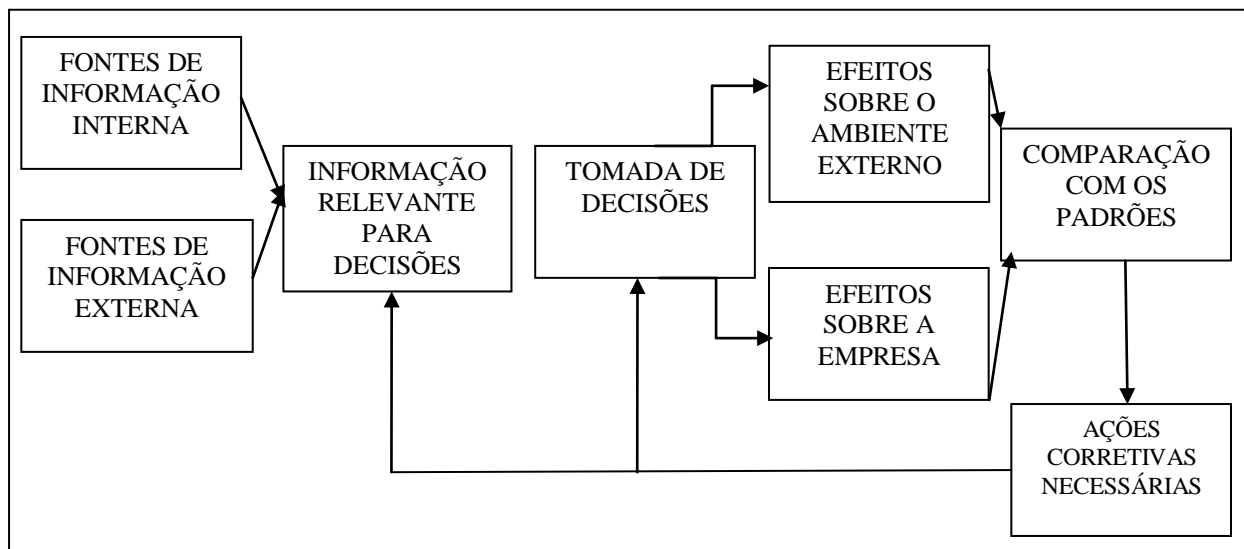 FONTES DE
INFORMAÇÃO
INTERNA
FONTES DE
INFORMAÇÃO
EXTERNA
INFORMAÇÃO
RELEVANTE
PARA
DECISÕES
TOMADA DE
DECISÕES
EFEITOS
SOBRE O
AMBIENTE
EXTERNO
EFEITOS
SOBRE A
EMPRESA
COMPARAÇÃO
COM OS
PADRÕES
AÇÕES
CORRETIVAS
NECESSÁRIAS